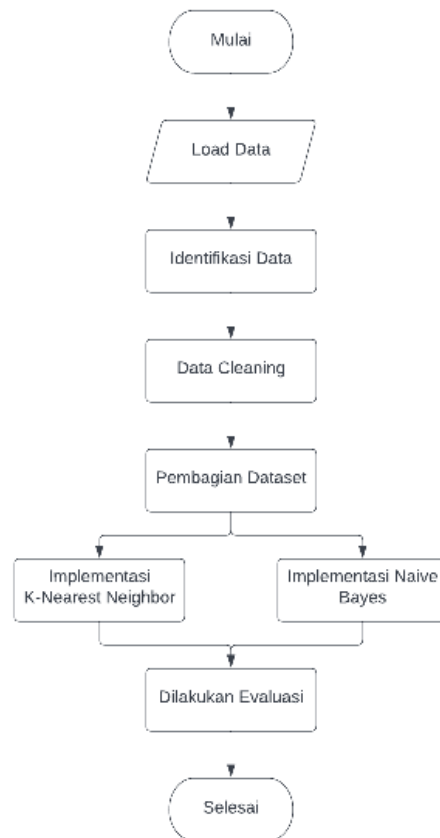 Mulai
Load Data
Identifikasi Data
Data Cleaning
Pembagian Dataset
Implementasi
K-Nearest Neighbor
Implementasi Naive
Bayes
Dilakukan Evaluasi
Selesai